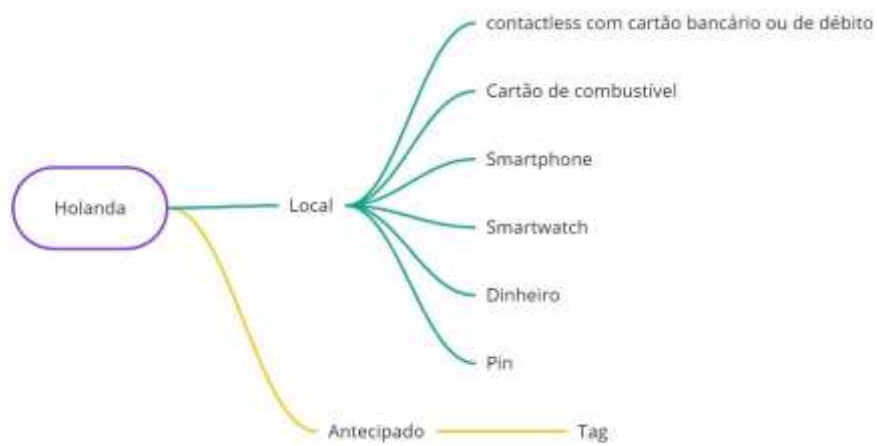 contactless com cartão bancário ou de débito
Cartão de combustível
Smartphone
Holanda
Local
Smartwatch
Dinheiro
Pin
Antecipado
Tag